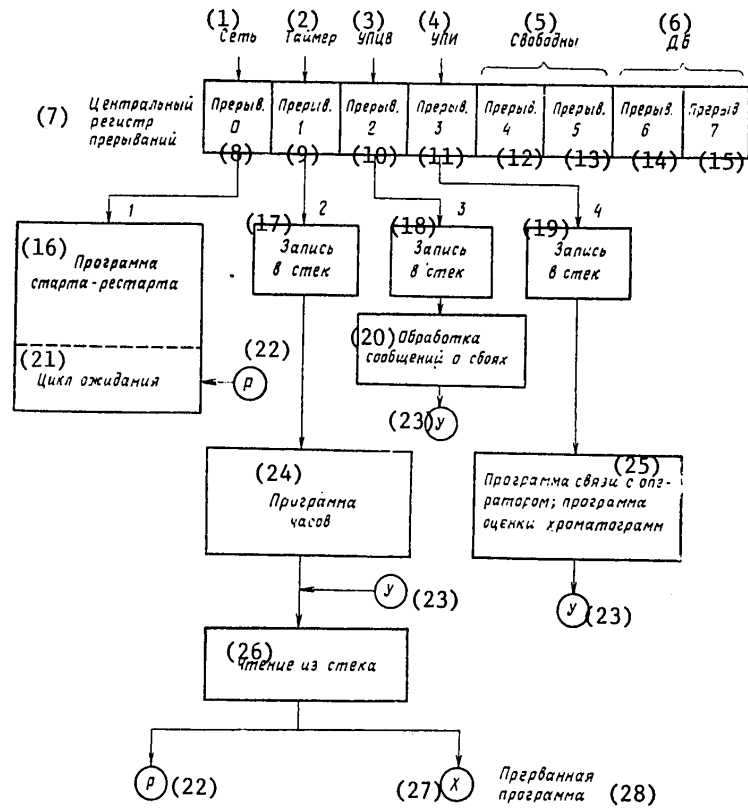 (1) (2) (3) (4) (5) (6)
Сеть Таймер УПЦВ УПИ Свободны ДБ
(7) Центральный регистр прерываний
Прерыв. 0 Прерыв. 1 Прерыв. 2 Прерыв. 3 Прерыв. 4 Прерыв. 5 Прерыв. 6 Прерыв. 7
(8) (9) (10) (11) (12) (13) (14) (15)
1 2 3 4
(16) Программа
старта-рестарта
(17) Запись
в стек
(18) Запись
в стек
(19) Запись
в стек
(20) Обработка
сообщений о сбоях
(21)
Цикл ожидания
(22)
Р
(23) У
(24)
Программа
часов
(25)
Программа связи с опе-
ратором; программа
оценки хроматограмм
У (23)
У (23)
(26)
Чтение из стека
Р (22)
(27) Х
Прерванная
программа (28)